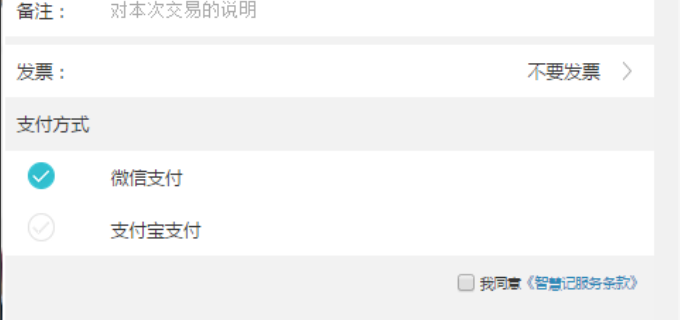 备注： 对本次交易的说明
发票： 不要发票
支付方式
微信支付
支付宝支付
我同意《智慧记服务条款》